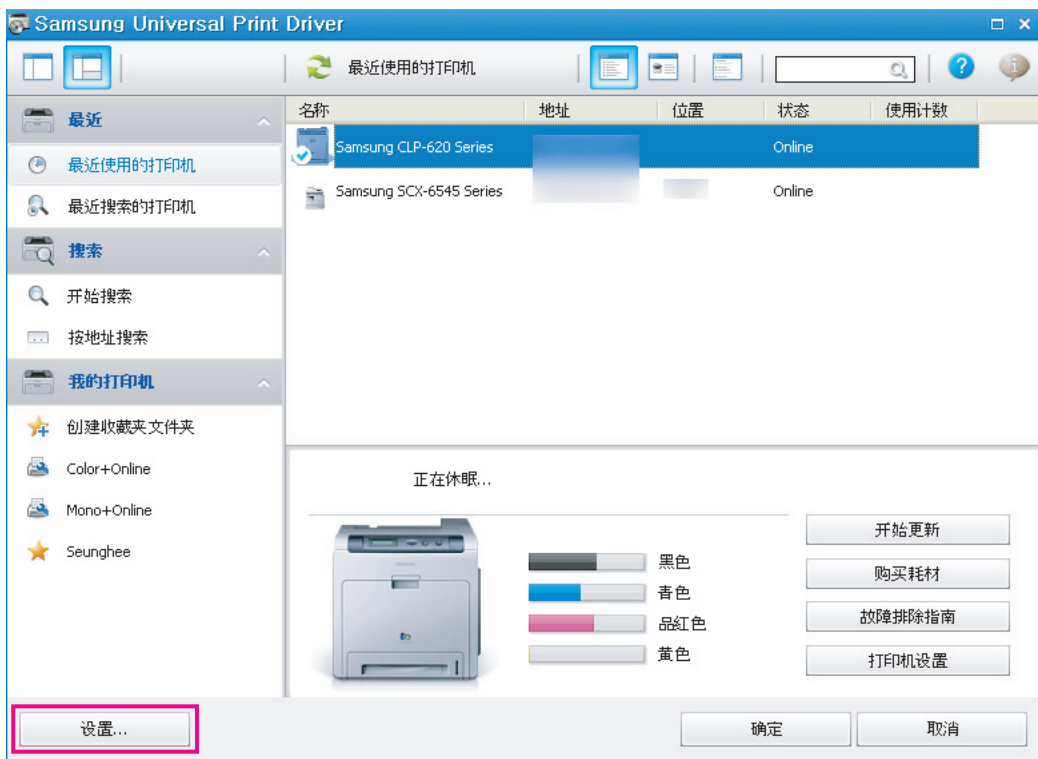 Samsung Universal Print Driver
最近使用的打印机
最近
最近使用的打印机
最近搜索的打印机
搜索
开始搜索
按地址搜索
我的打印机
创建收藏夹文件夹
Color+Online
Mono+Online
Seunghee
名称 地址 位置 状态 使用计数
Samsung CLP-620 Series Online
Samsung SCX-6545 Series Online
正在休眠...
黑色
青色
品红色
黄色
开始更新
购买耗材
故障排除指南
打印机设置
设置...
确定
取消